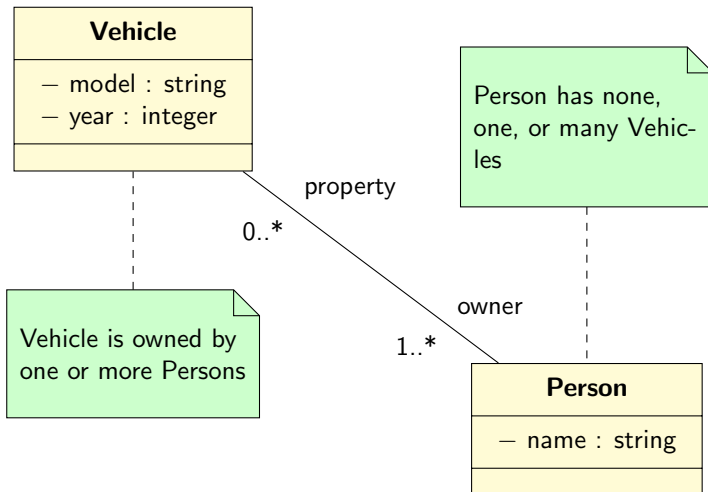 Vehicle
− model : string
− year : integer
Person has none,
one, or many Vehic-
les
property
0..*
Vehicle is owned by
one or more Persons
owner
1..*
Person
− name : string